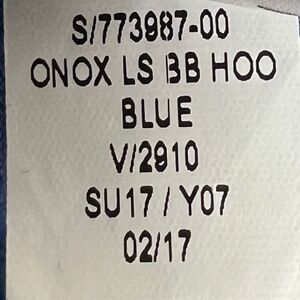 S/773987-00
ONOX LS BB HOO
BLUE
V/2910
SU17 / Y07
02/17